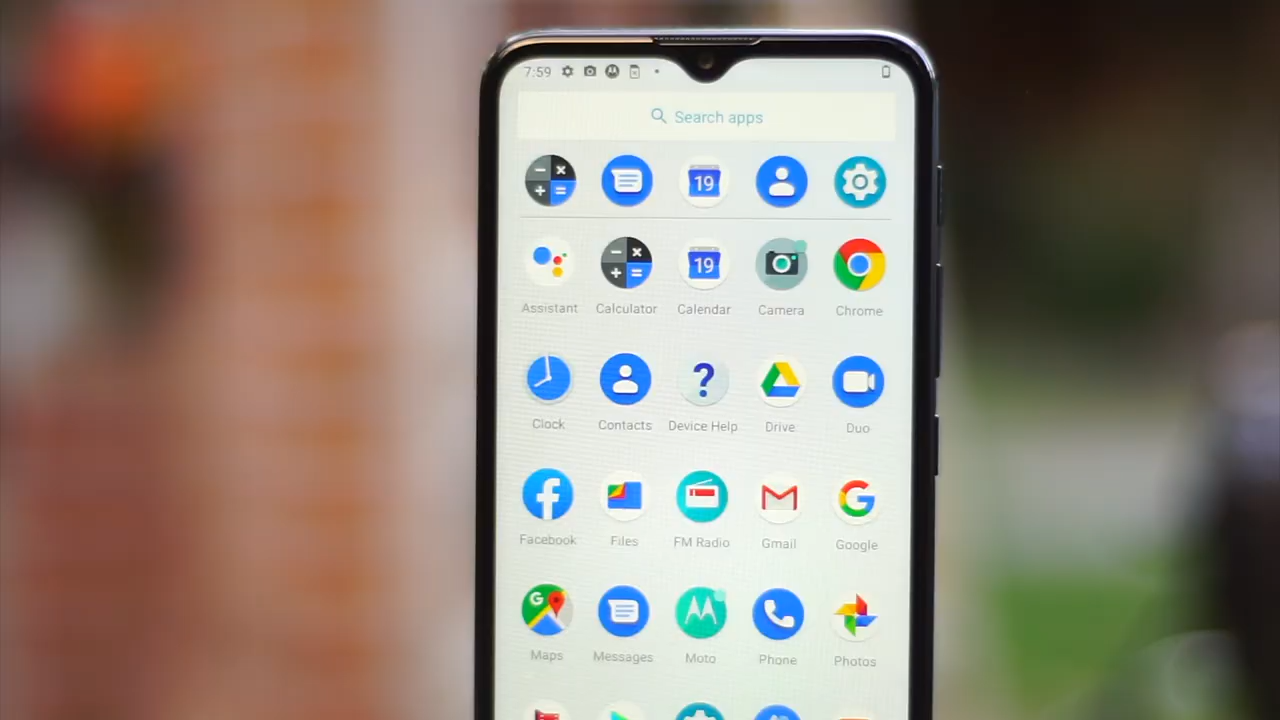 7:59
Search apps
19
Assistant Calculator 19 Calendar Camera Chrome
Clock Contacts Device Help Drive Duo
Facebook Files FM Radio Gmail Google
Maps Messages Moto Phone Photos